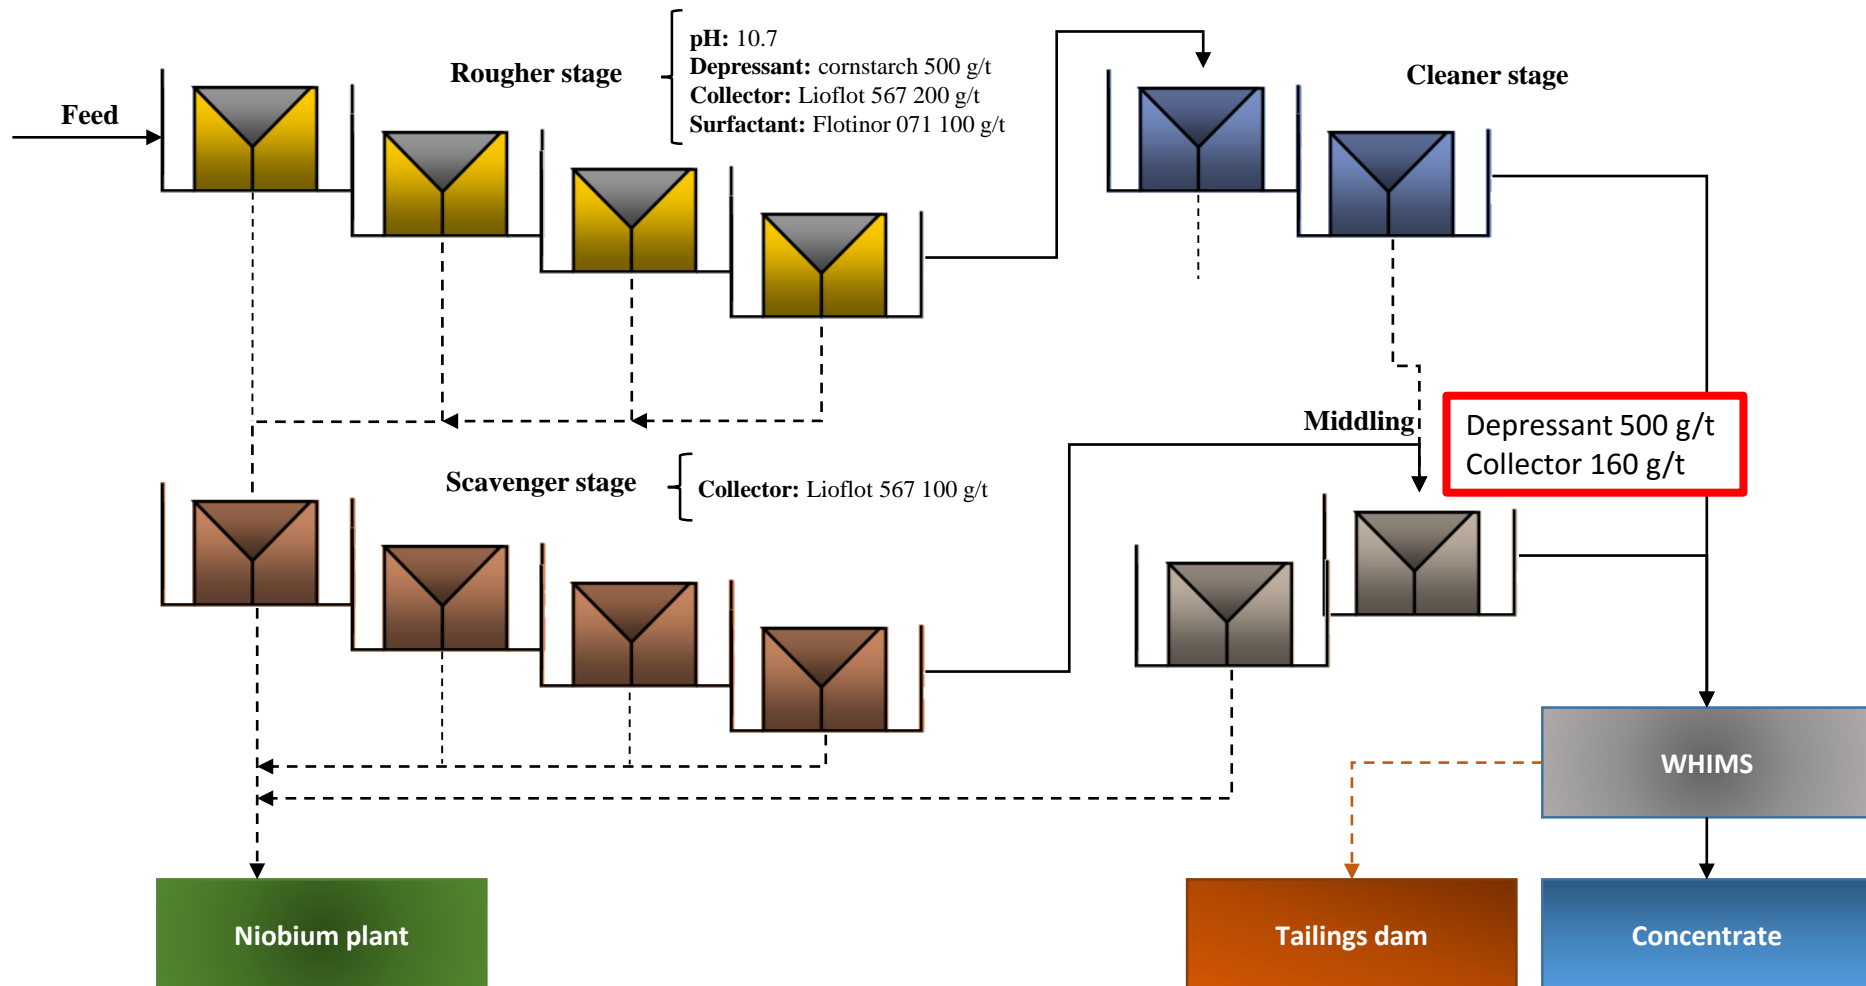 Feed
Rougher stage
pH: 10.7
Depressant: cornstarch 500 g/t
Collector: Lioflot 567 200 g/t
Surfactant: Flotinor 071 100 g/t
Cleaner stage
Middling
Depressant 500 g/t
Collector 160 g/t
Scavenger stage
Collector: Lioflot 567 100 g/t
WHIMS
Niobium plant
Tailings dam
Concentrate